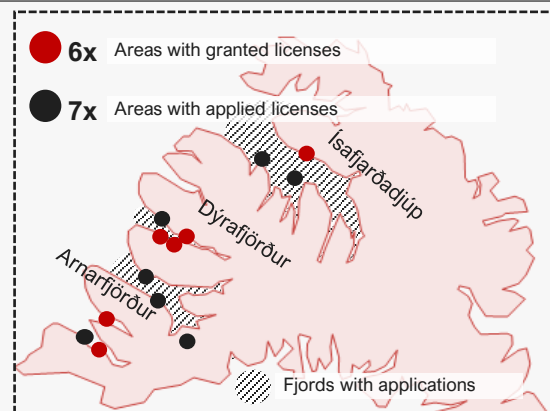 6x Areas with granted licenses
7x Areas with applied licenses
Ísafjarðadjúp
Dýrafjörður
Arnarfjörður
Fjords with applications